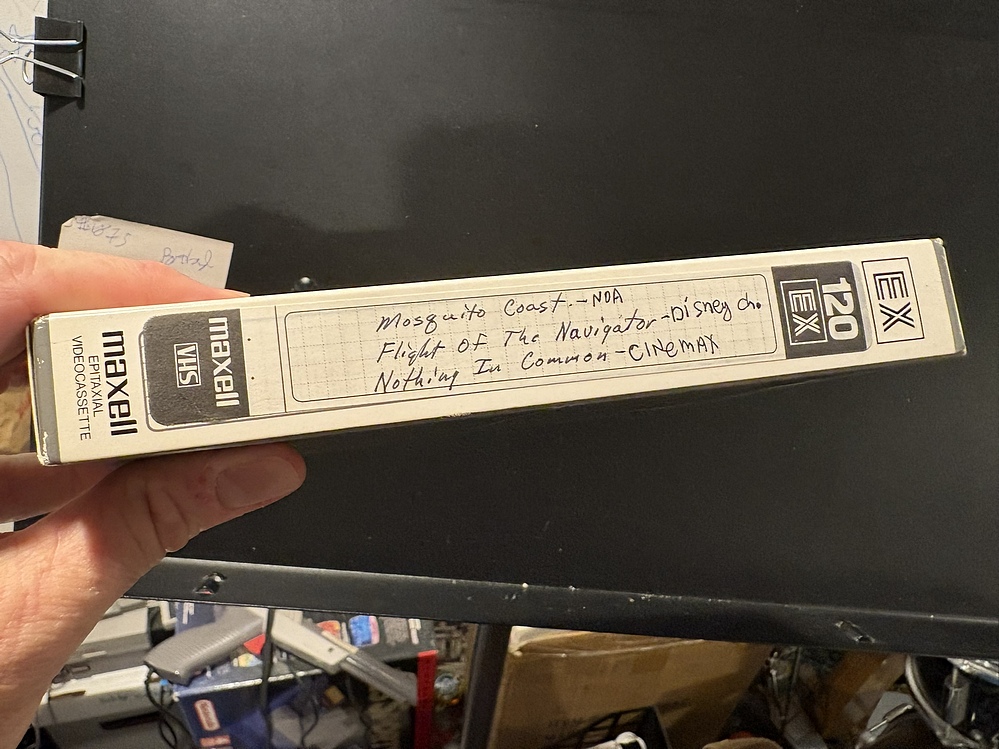 maxell
EPITAXIAL
VIDEOCASSETTE
maxell
VHS
Mosquito Coast - NDA
Flight Of The Navigator - Disney ch.
Nothing In Common - CINEMAX
120
EX
EX